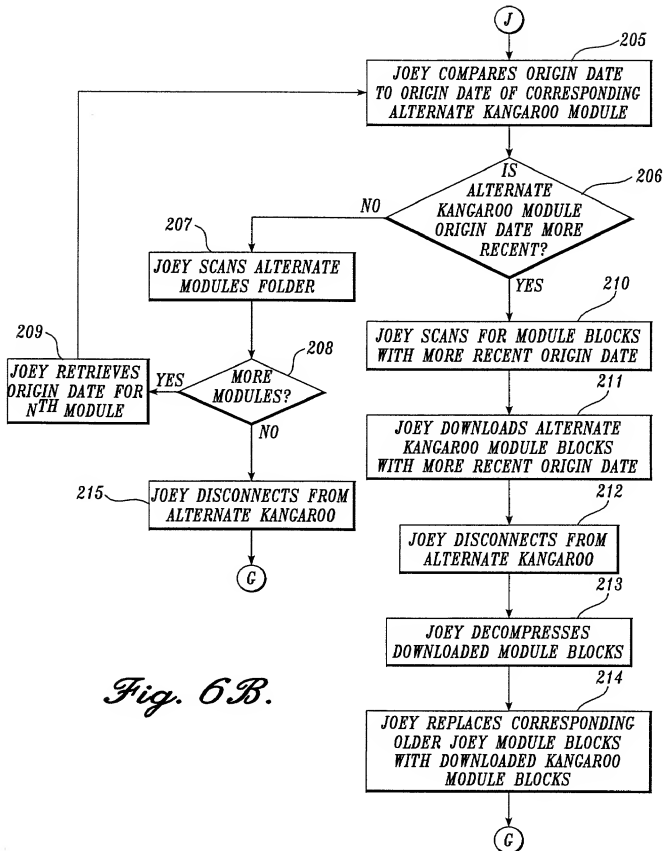 J
205
JOEY COMPARES ORIGIN DATE
TO ORIGIN DATE OF CORRESPONDING
ALTERNATE KANGAROO MODULE
IS
ALTERNATE
KANGAROO MODULE
ORIGIN DATE MORE
RECENT?
206
NO
YES
207
JOEY SCANS ALTERNATE
MODULES FOLDER
208
MORE
MODULES?
YES
NO
209
JOEY RETRIEVES
ORIGIN DATE FOR
NTH MODULE
215
JOEY DISCONNECTS FROM
ALTERNATE KANGAROO
G
210
JOEY SCANS FOR MODULE BLOCKS
WITH MORE RECENT ORIGIN DATE
211
JOEY DOWNLOADS ALTERNATE
KANGAROO MODULE BLOCKS
WITH MORE RECENT ORIGIN DATE
212
JOEY DISCONNECTS FROM
ALTERNATE KANGAROO
213
JOEY DECOMPRESSES
DOWNLOADED MODULE BLOCKS
214
JOEY REPLACES CORRESPONDING
OLDER JOEY MODULE BLOCKS
WITH DOWNLOADED KANGAROO
MODULE BLOCKS
G
Fig. 6B.